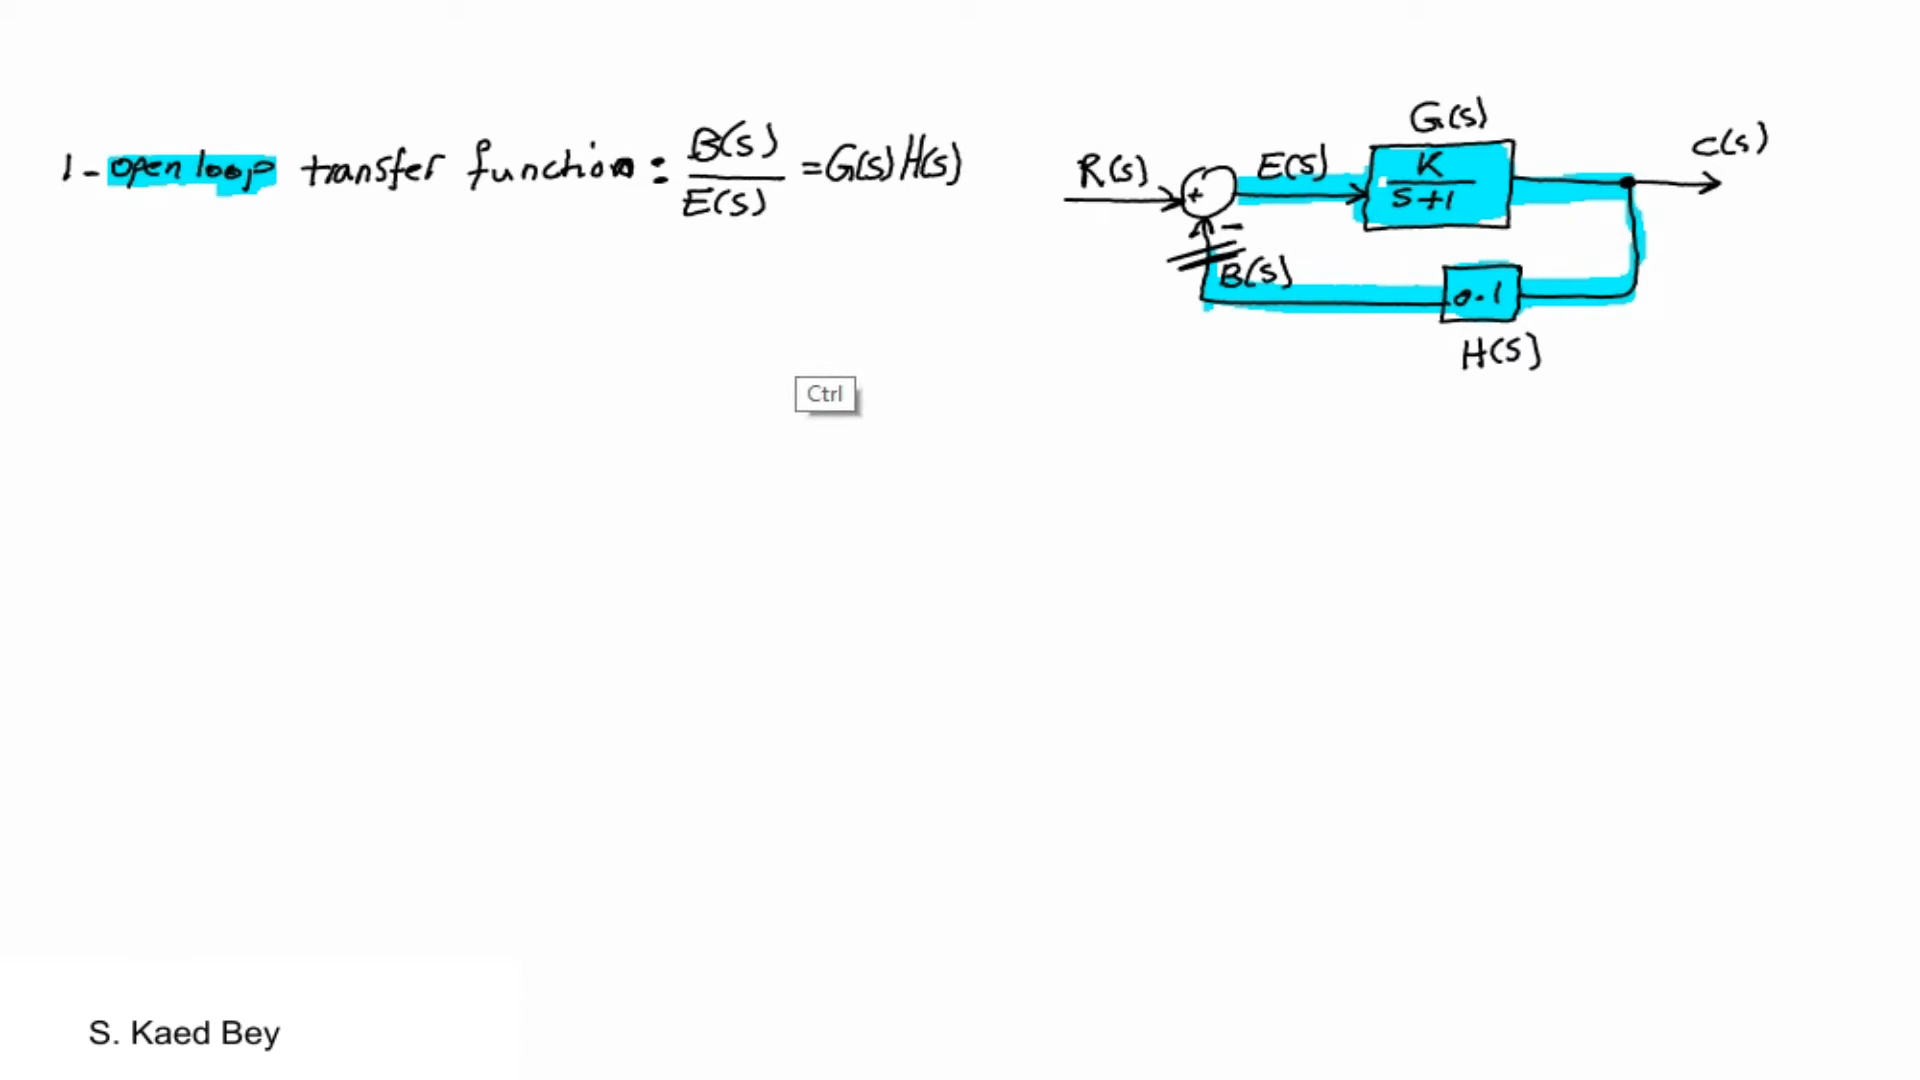 1- open loop transfer function : B(s)/E(s) = G(s) H(s)
G(s)
R(s) + E(s) K/S+1 C(s)
-
B(s) 0.1
H(s)
Ctrl
S. Kaed Bey